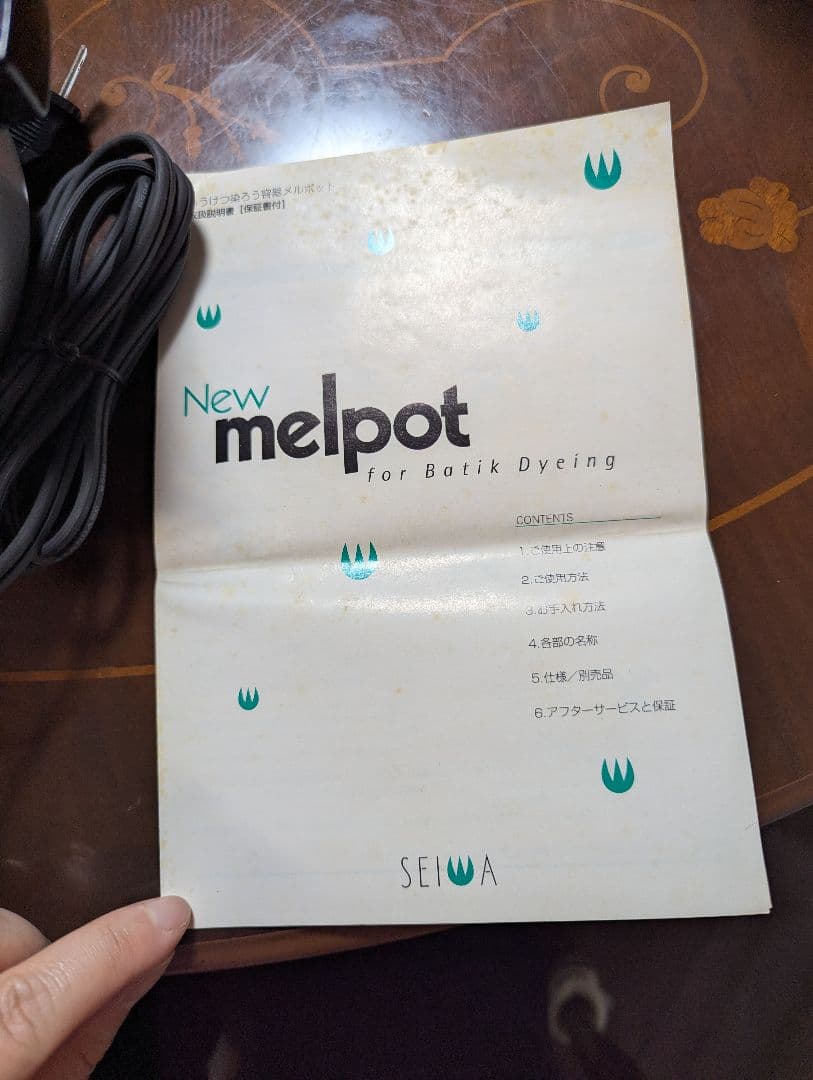 うけつ染ろう容器メルポット
取扱説明書【保証書付】
New
melpot
for Batik Dyeing
CONTENTS
1.ご使用上の注意
2.ご使用方法
3.お手入れ方法
4.各部の名称
5.仕様／別売品
6.アフターサービスと保証
SEIWA